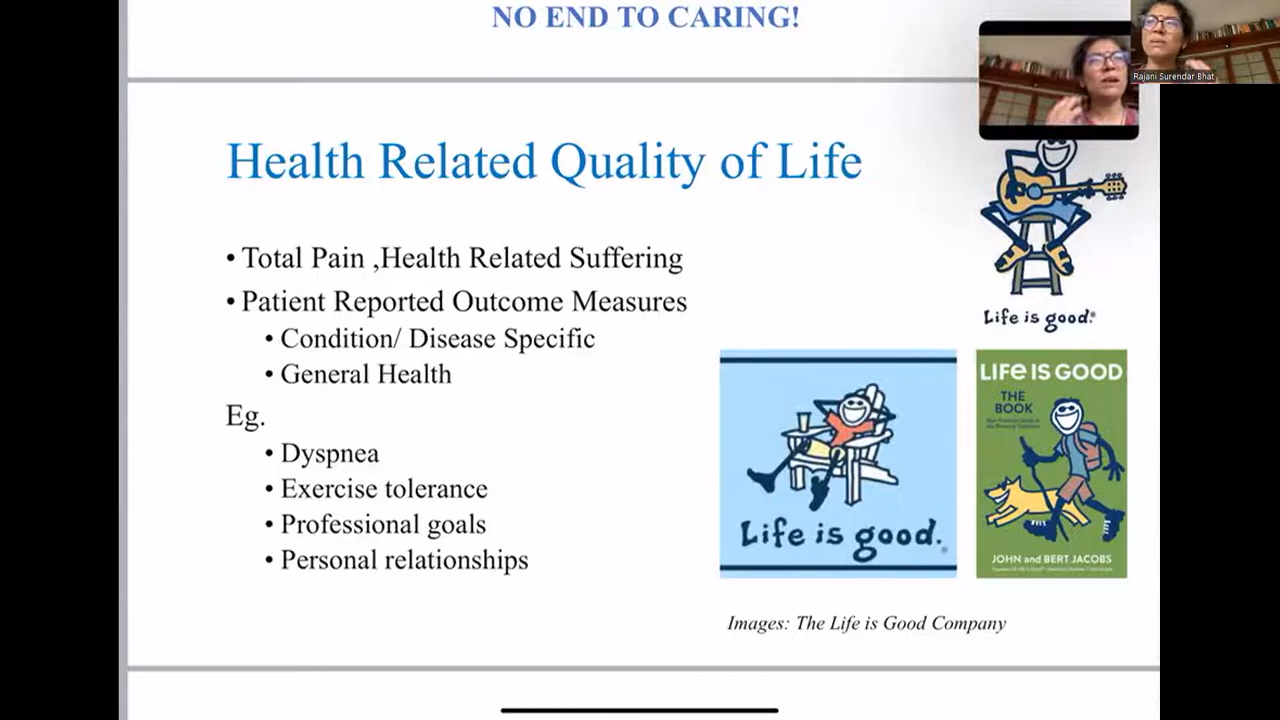 NO END TO CARING!
Rajani Surendar Bhat
Health Related Quality of Life
• Total Pain ,Health Related Suffering
• Patient Reported Outcome Measures
• Condition/ Disease Specific
• General Health
Eg.
• Dyspnea
• Exercise tolerance
• Professional goals
• Personal relationships
Life is good.®
Life is good.®
LIFE IS GOOD
THE
BOOK
JOHN and BERT JACOBS
Images: The Life is Good Company